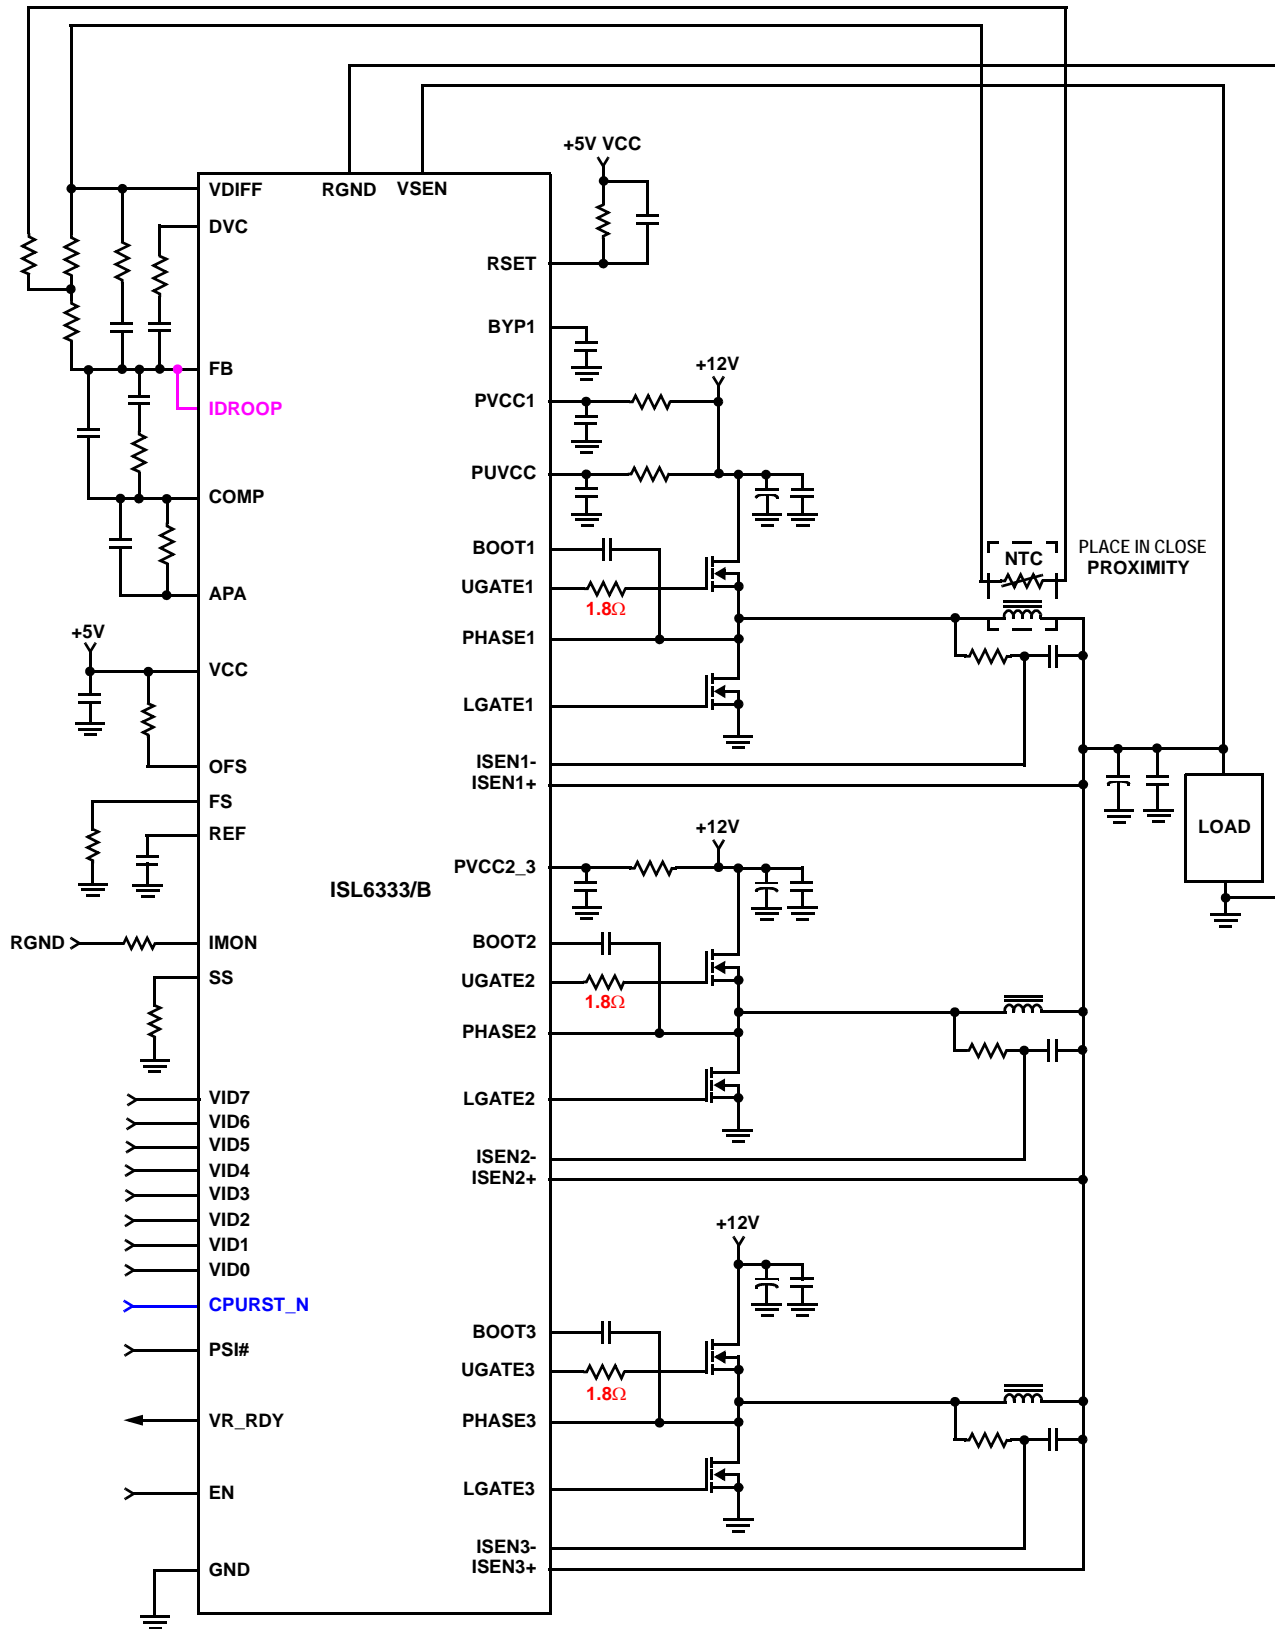 +5V VCC
VDIFF
RGND
VSEN
DVC
RSET
BYP1
+12V
FB
PVCC1
IDROOP
PUVCC
COMP
BOOT1
NTC
PLACE IN CLOSE
PROXIMITY
UGATE1
1.8Ω
APA
+5V
PHASE1
VCC
LGATE1
OFS
ISEN1-
ISEN1+
FS
REF
+12V
LOAD
PVCC2_3
ISL6333/B
RGND
IMON
BOOT2
SS
UGATE2
1.8Ω
PHASE2
VID7
LGATE2
VID6
VID5
ISEN2-
VID4
ISEN2+
VID3
VID2
+12V
VID1
VID0
CPURST_N
BOOT3
PSI#
UGATE3
1.8Ω
VR_RDY
PHASE3
EN
LGATE3
ISEN3-
GND
ISEN3+